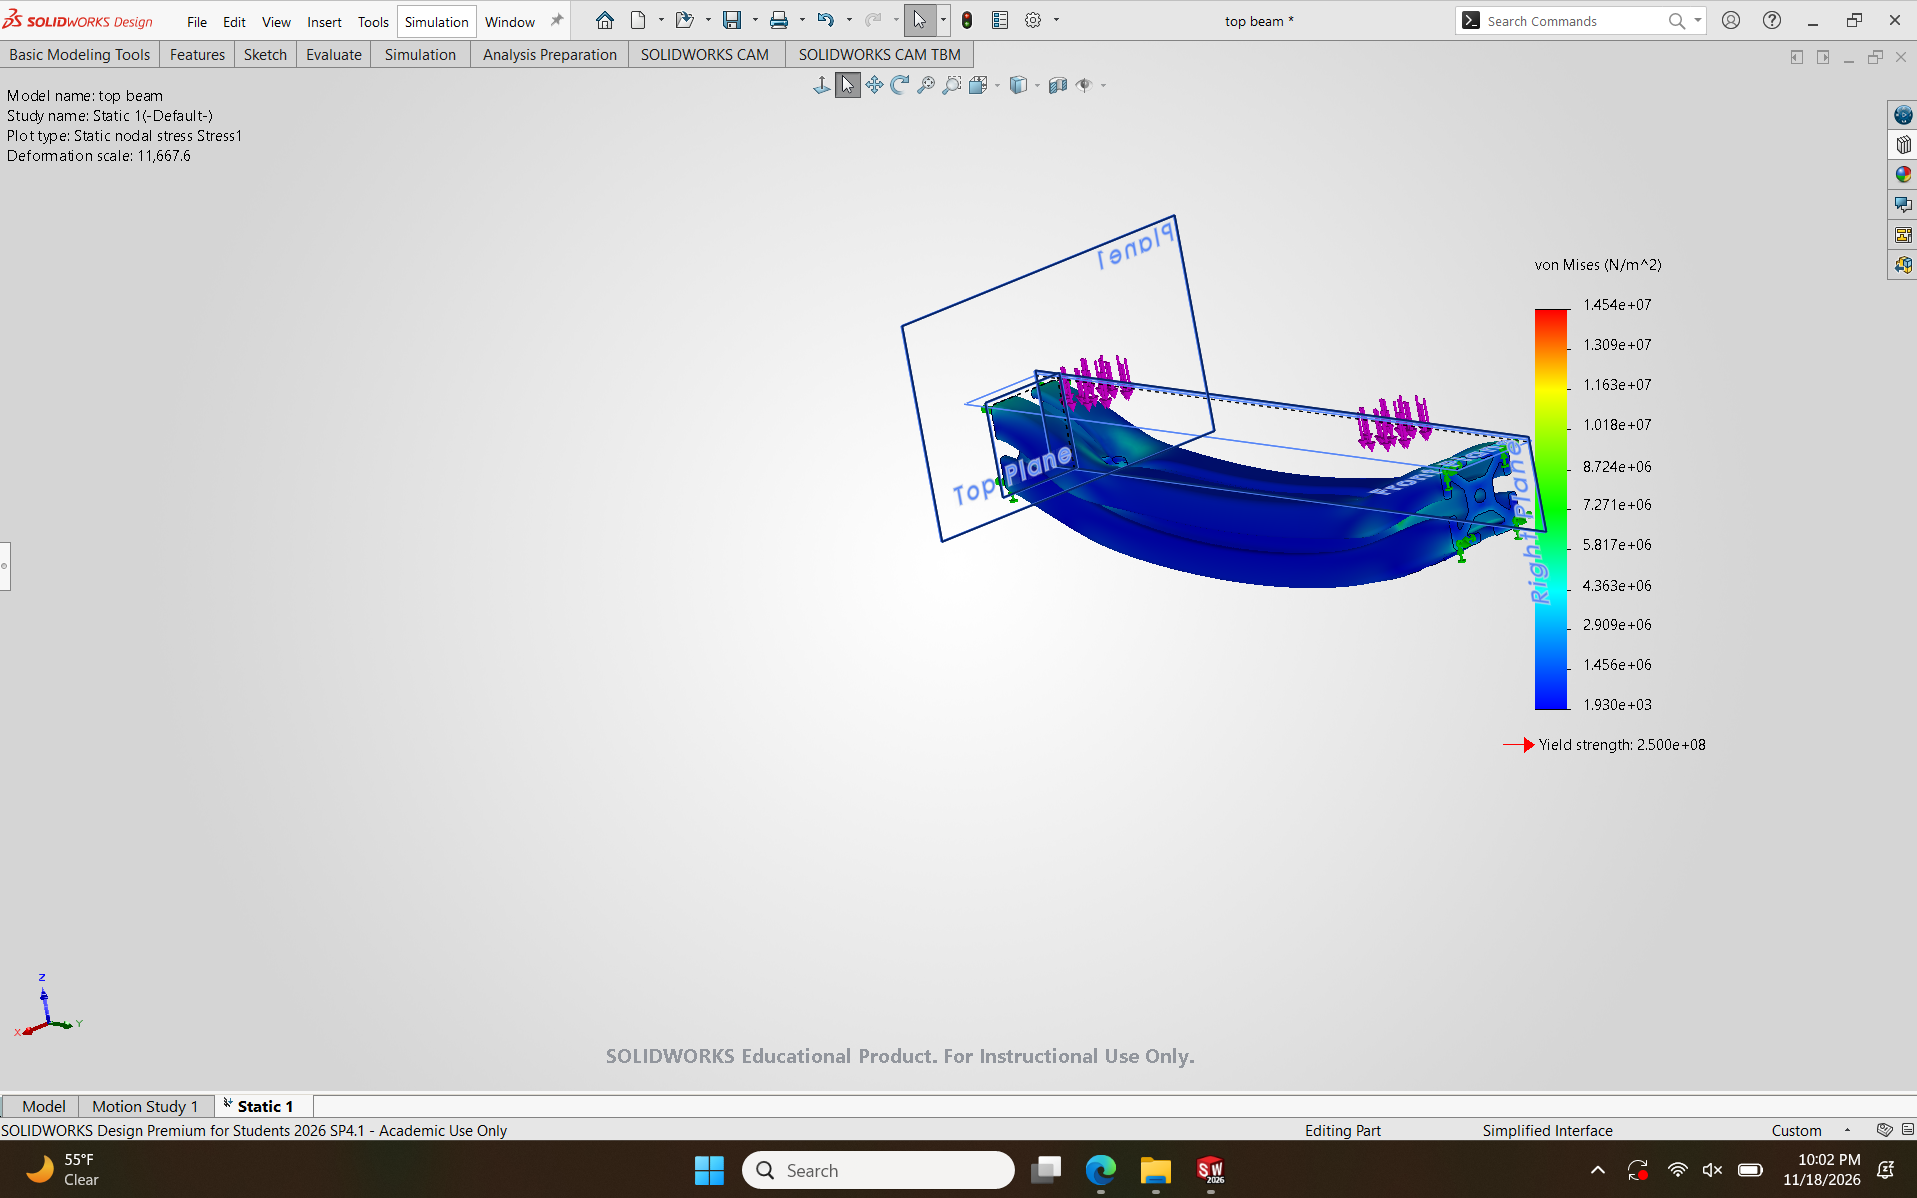 SOLIDWORKS Design File Edit View Insert Tools Simulation Window top beam * Search Commands
Basic Modeling Tools Features Sketch Evaluate Simulation Analysis Preparation SOLIDWORKS CAM SOLIDWORKS CAM TBM
Model name: top beam
Study name: Static 1(-Default-)
Plot type: Static nodal stress Stress1
Deformation scale: 11,667.6
Plane1
Top Plane
Right Plane
von Mises (N/m^2)
1.454e+07
1.309e+07
1.163e+07
1.018e+07
8.724e+06
7.271e+06
5.817e+06
4.363e+06
2.909e+06
1.456e+06
1.930e+03
Yield strength: 2.500e+08
Z
X
Y
SOLIDWORKS Educational Product. For Instructional Use Only.
Model Motion Study 1 Static 1
SOLIDWORKS Design Premium for Students 2026 SP4.1 - Academic Use Only Editing Part Simplified Interface Custom
55°F
Clear
Search
SW
2026
10:02 PM
11/18/2026